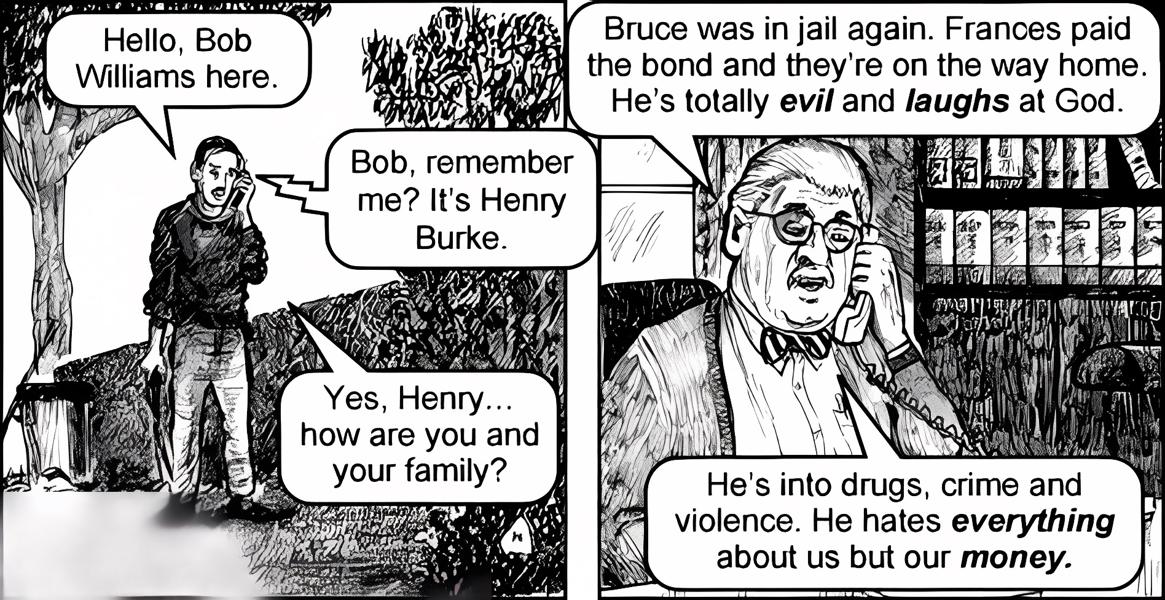 Hello, Bob
Williams here.
Bob, remember
me? It's Henry
Burke.
Yes, Henry...
how are you and
your family?
Bruce was in jail again. Frances paid
the bond and they're on the way home.
He's totally evil and laughs at God.
He's into drugs, crime and
violence. He hates everything
about us but our money.